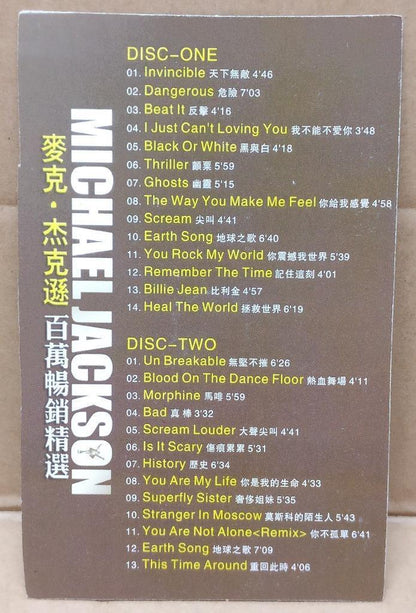 麥克·杰克遜 百萬暢銷精選
MIICHAEL JACKSON
DISC-ONE
01. Invincible 天下無敵 4'46
02. Dangerous 危險 7'03
03. Beat It 反擊 4'16
04. I Just Can't Loving You 我不能不愛你 3'48
05. Black Or White 黑與白 4'18
06. Thriller 顫栗 5'59
07. Ghosts 幽靈 5'15
08. The Way You Make Me Feel 你給我感覺 4'58
09. Scream 尖叫 4'41
10. Earth Song 地球之歌 6'40
11. You Rock My World 你震撼我世界 5'39
12. Remember The Time 記住這刻 4'01
13. Billie Jean 比利金 4'57
14. Heal The World 拯救世界 6'19
DISC-TWO
01. Un Breakable 無堅不摧 6'26
02. Blood On The Dance Floor 熱血舞場 4'11
03. Morphine 馬啡 5'59
04. Bad 真棒 3'32
05. Scream Louder 大聲尖叫 4'41
06. Is It Scary 傷痕累累 5'31
07. History 歷史 6'34
08. You Are My Life 你是我的生命 4'33
09. Superfly Sister 奢侈姐妹 5'35
10. Stranger In Moscow 莫斯科的陌生人 5'43
11. You Are Not Alone<Remix> 你不孤單 6'41
12. Earth Song 地球之歌 7'09
13. This Time Around 重回此時 4'06